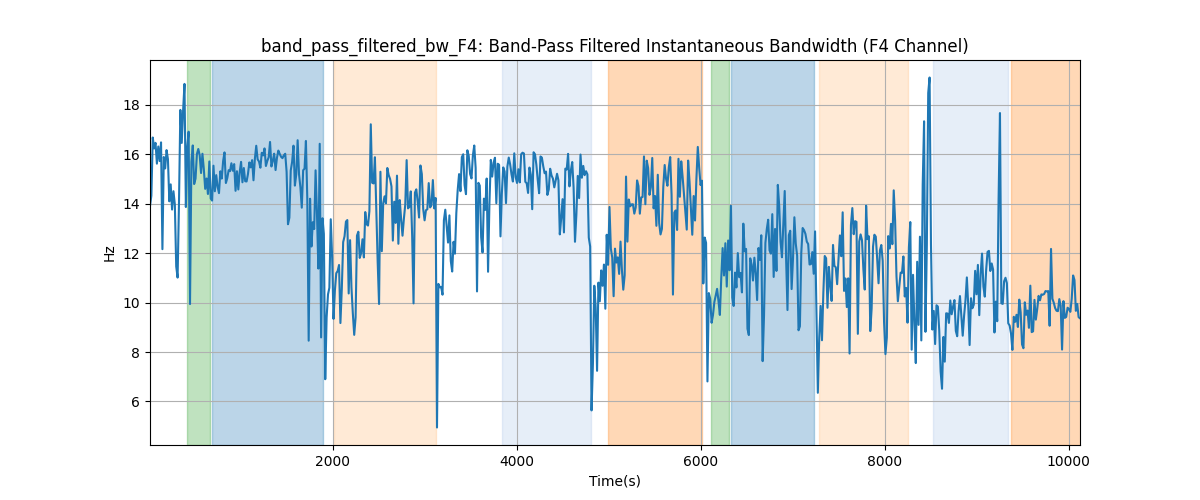 band_pass_filtered_bw_F4: Band-Pass Filtered Instantaneous Bandwidth (F4 Channel)
18
16
14
12
10
8
6
Hz
2000 4000 6000 8000 10000
Time(s)